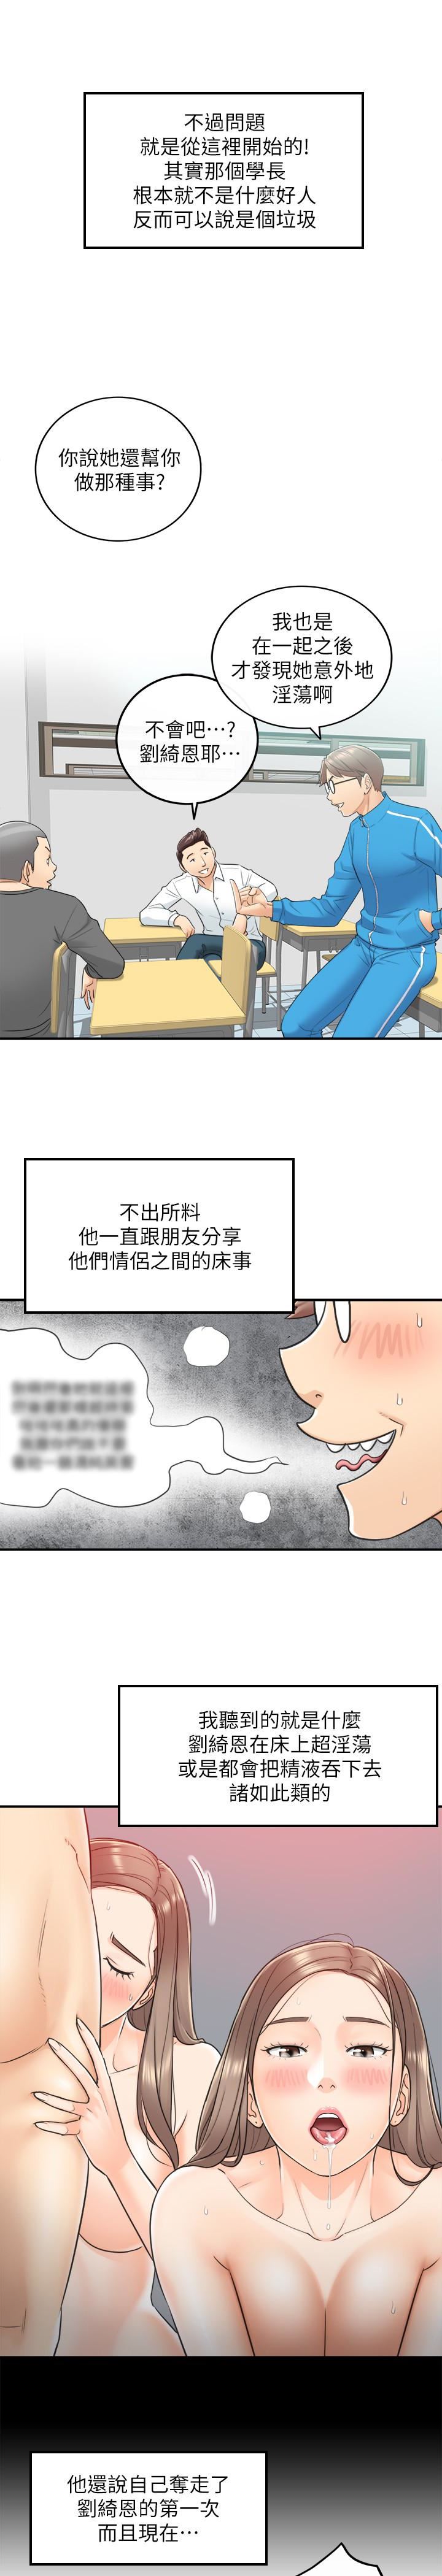 不過問題
就是從這裡開始的!
其實那個學長
根本就不是什麼好人
反而可以說是個垃圾
你說她還幫你
做那種事?
我也是
在一起之後
才發現她意外地
淫蕩啊
不會吧…?
劉綺恩耶…
不出所料
他一直跟朋友分享
他們情侶之間的床事
我聽到的就是什麼
劉綺恩在床上超淫蕩
或是都會把精液吞下去
諸如此類的
他還說自己奪走了
劉綺恩的第一次
而且現在…